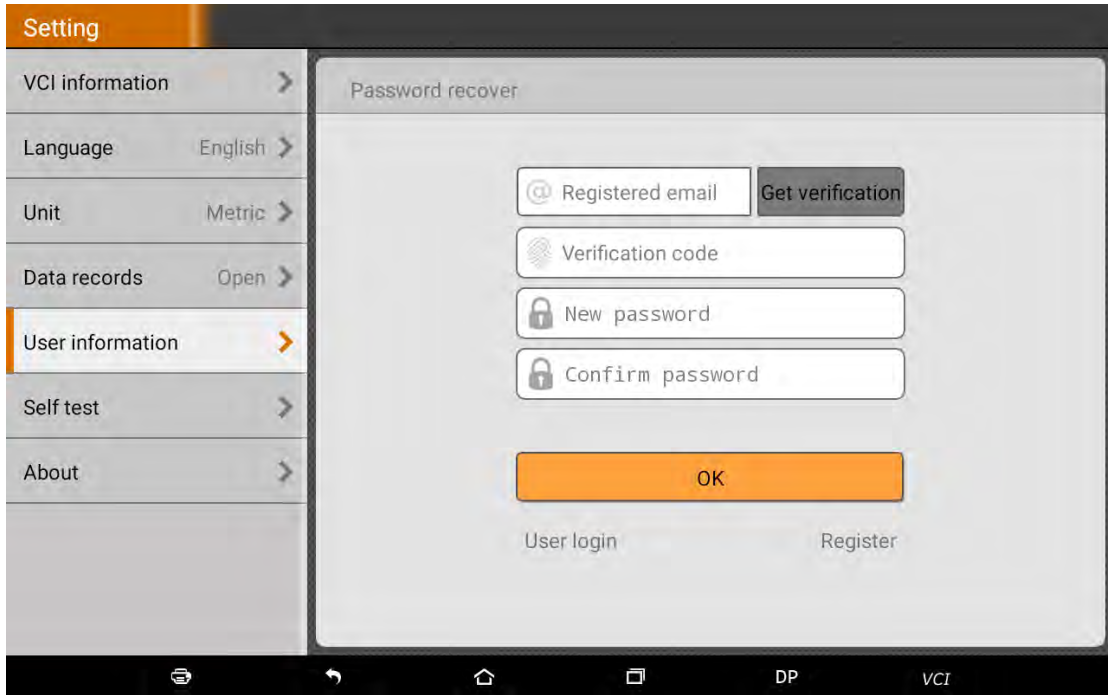 Setting
VCI information
Language English
Unit Metric
Data records Open
User information
Self test
About
Password recover
@ Registered email Get verification
Verification code
New password
Confirm password
OK
User login Register
DP VCI